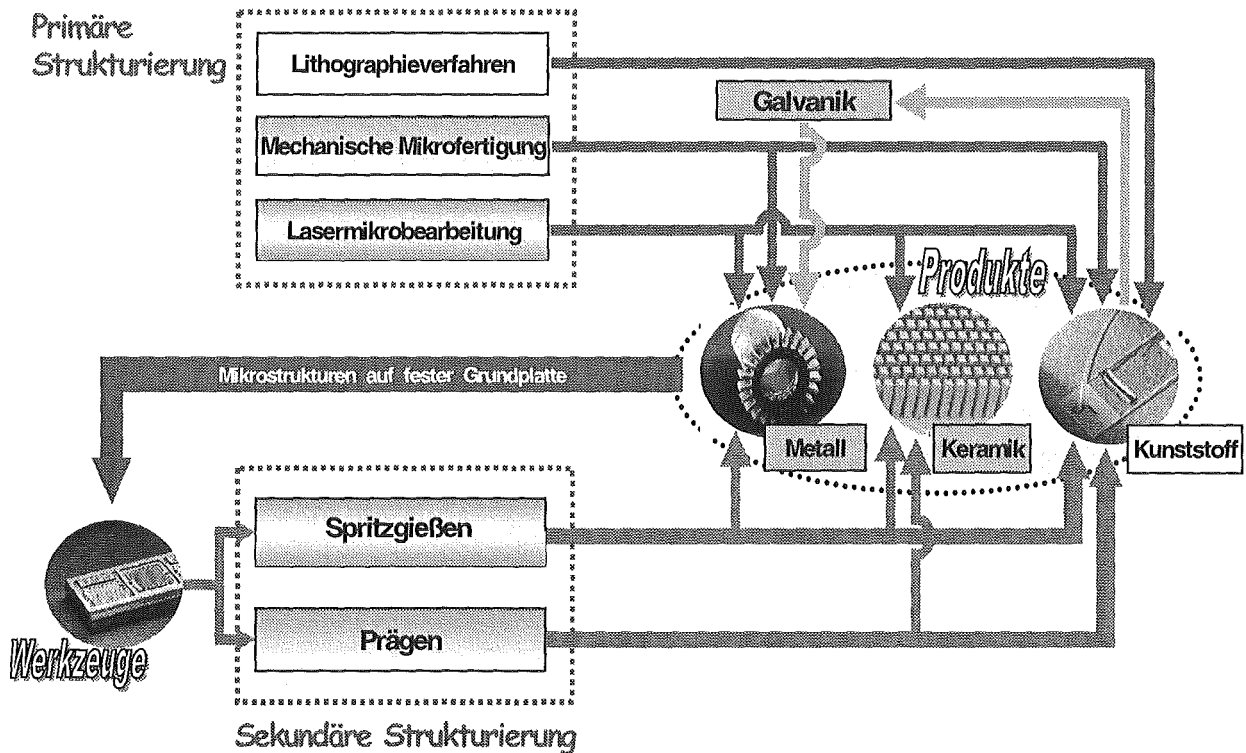 Primäre
Strukturierung
Lithographieverfahren
Galvanik
Mechanische Mikrofertigung
Lasermikrobearbeitung
Produkte
Mikrostrukturen auf fester Grundplatte
Metall
Keramik
Kunststoff
Spritzgießen
Prägen
Werkzeuge
Sekundäre Strukturierung